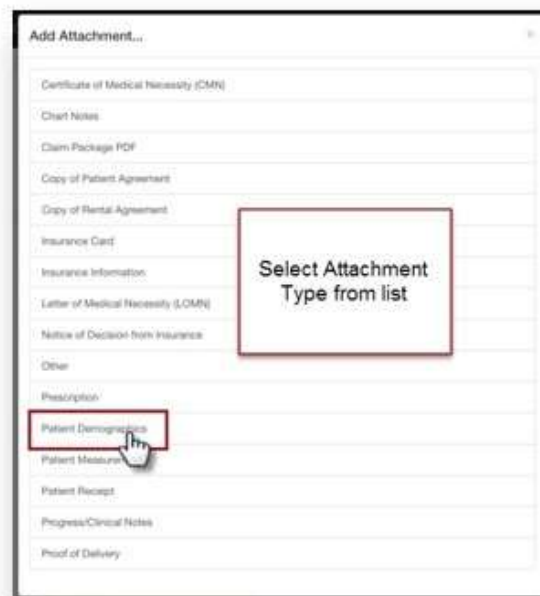 Add Attachment...
×
Certificate of Medical Necessity (CMN)
Chart Notes
Claim Package PDF
Copy of Patient Agreement
Copy of Rental Agreement
Insurance Card
Insurance Information
Letter of Medical Necessity (LOMN)
Notice of Decision from Insurance
Other
Prescription
Patient Demographics
Patient
Patient Receipt
Progress/Clinical Notes
Proof of Delivery
Select Attachment
Type from list